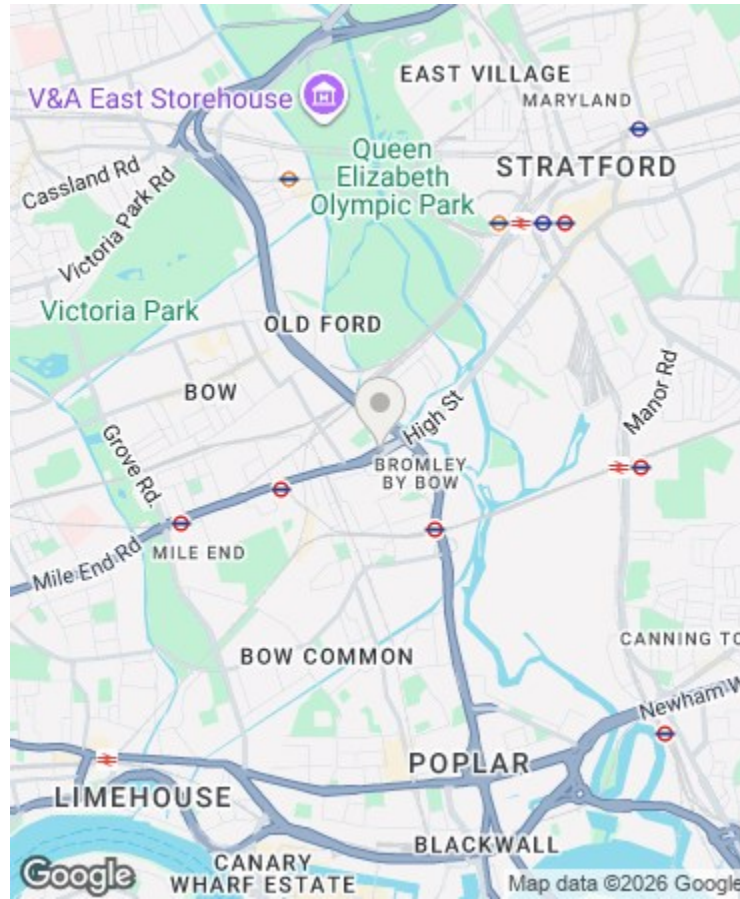 EAST VILLAGE
V&A East Storehouse
MARYLAND
Cassland Rd
Queen
Elizabeth
Olympic Park
STRATFORD
Victoria Park Rd
Victoria Park
OLD FORD
BOW
Manor Rd
High St
Grove Rd.
BROMLEY
BY BOW
Mile End Rd
MILE END
CANNING TO
BOW COMMON
Newham W
POPLAR
LIMEHOUSE
BLACKWALL
CANARY
WHARF ESTATE
Google
Map data ©2026 Google